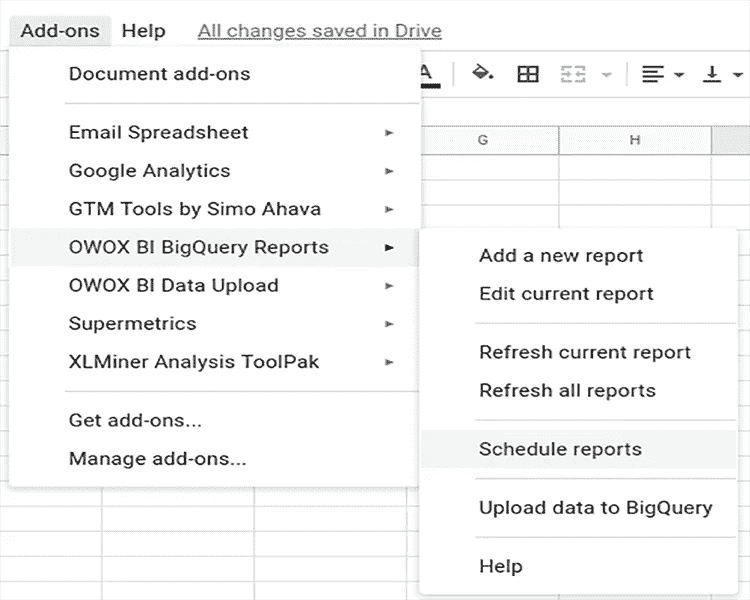 Add-ons Help All changes saved in Drive
Document add-ons
A
Email Spreadsheet
G H
Google Analytics
GTM Tools by Simo Ahava
OWOX BI BigQuery Reports
OWOX BI Data Upload
Supermetrics
XLMiner Analysis ToolPak
Get add-ons...
Manage add-ons...
Add a new report
Edit current report
Refresh current report
Refresh all reports
Schedule reports
Upload data to BigQuery
Help